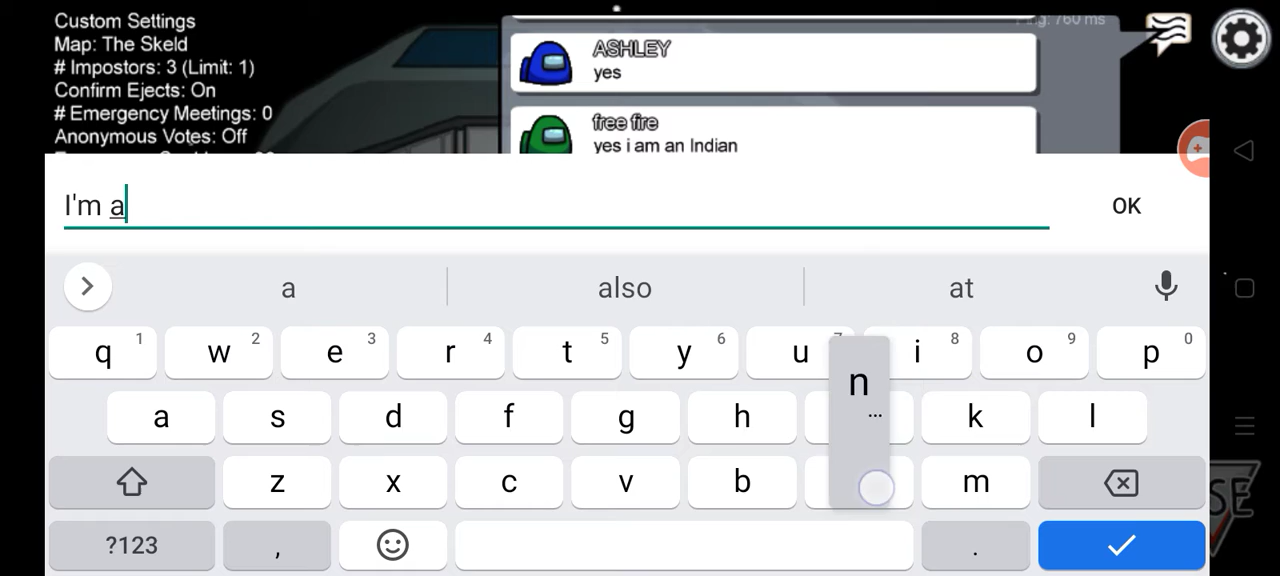 Custom Settings
Map: The Skeld
# Impostors: 3 (Limit: 1)
Confirm Ejects: On
# Emergency Meetings: 0
Anonymous Votes: Off
Ping: 760 ms
ASHLEY
yes
free fire
yes i am an Indian
I'm a
OK
a also at
q 1 w 2 e 3 r 4 t 5 y 6 u 7 i 8 o 9 p 0
a s d f g h k l
n
...
z x c v b m
?123 , .